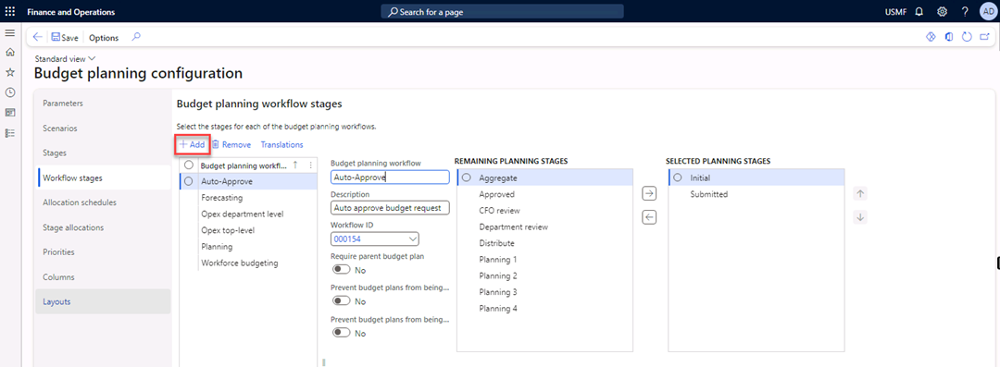 Finance and Operations
Search for a page
USMF
?
AD
Save
Options
Standard view
Budget planning configuration
Parameters
Scenarios
Stages
Workflow stages
Allocation schedules
Stage allocations
Priorities
Columns
Layouts
Budget planning workflow stages
Select the stages for each of the budget planning workflows.
+ Add
Remove
Translations
Budget planning workfl...
Auto-Approve
Forecasting
Opex department level
Opex top-level
Planning
Workforce budgeting
Budget planning workflow
Auto-Approve
Description
Auto approve budget request
Workflow ID
000154
Require parent budget plan
No
Prevent budget plans from being...
No
Prevent budget plans from being...
No
REMAINING PLANNING STAGES
Aggregate
Approved
CFO review
Department review
Distribute
Planning 1
Planning 2
Planning 3
Planning 4
SELECTED PLANNING STAGES
Initial
Submitted